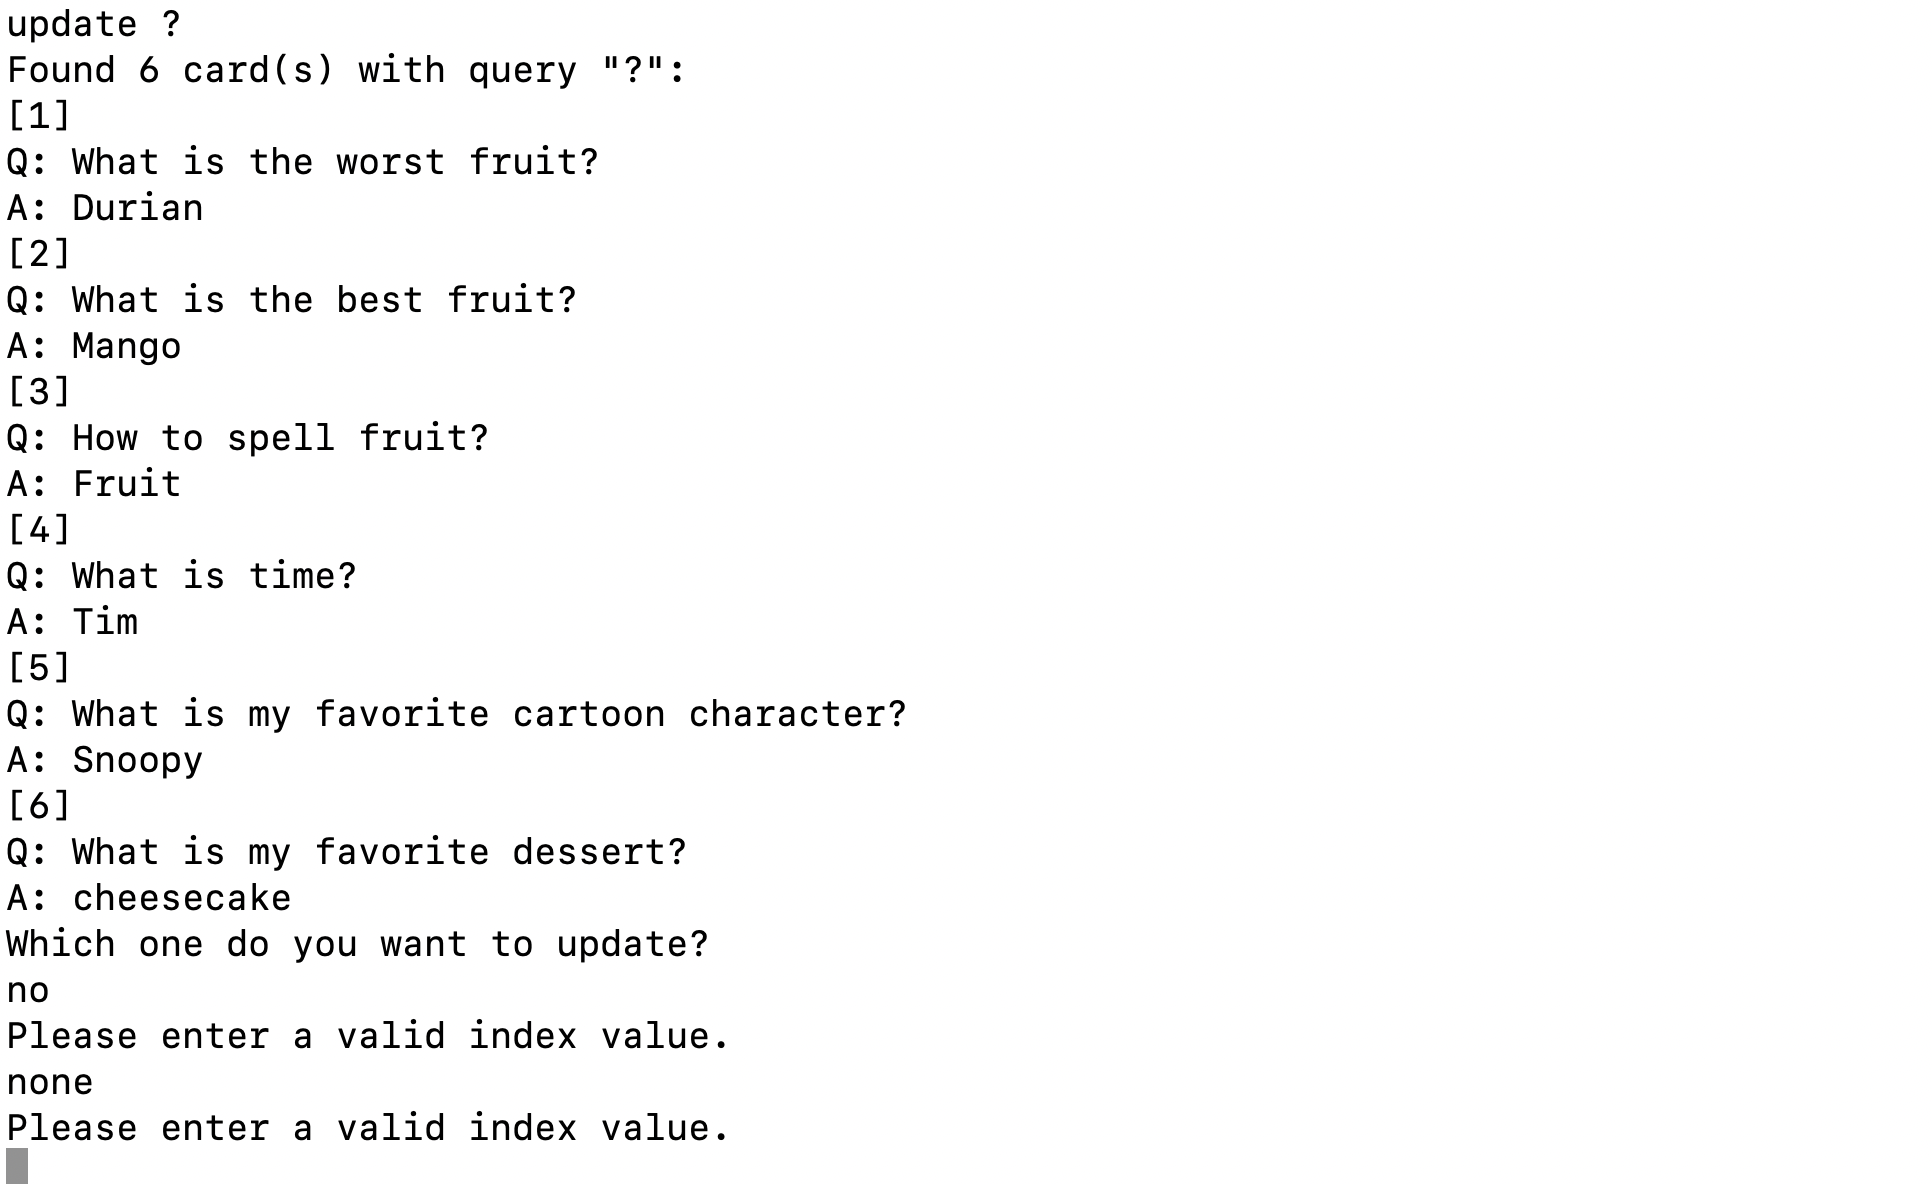 update ?
Found 6 card(s) with query "?":
[1]
Q: What is the worst fruit?
A: Durian
[2]
Q: What is the best fruit?
A: Mango
[3]
Q: How to spell fruit?
A: Fruit
[4]
Q: What is time?
A: Tim
[5]
Q: What is my favorite cartoon character?
A: Snoopy
[6]
Q: What is my favorite dessert?
A: cheesecake
Which one do you want to update?
no
Please enter a valid index value.
none
Please enter a valid index value.